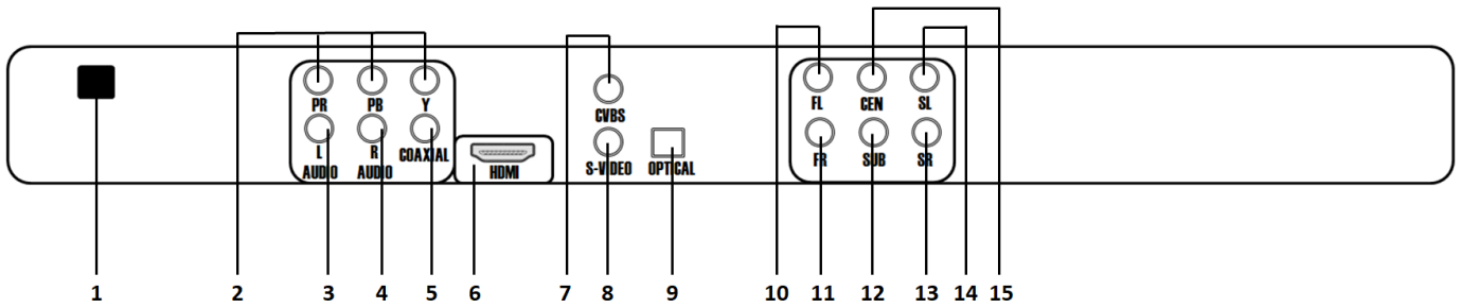 PR PB Y
L R COAXIAL
AUDIO AUDIO
HDMI
CVBS
S-VIDEO OPTICAL
FL CEN SL
FR SUB SR
1 2 3 4 5 6 7 8 9 10 11 12 13 14 15